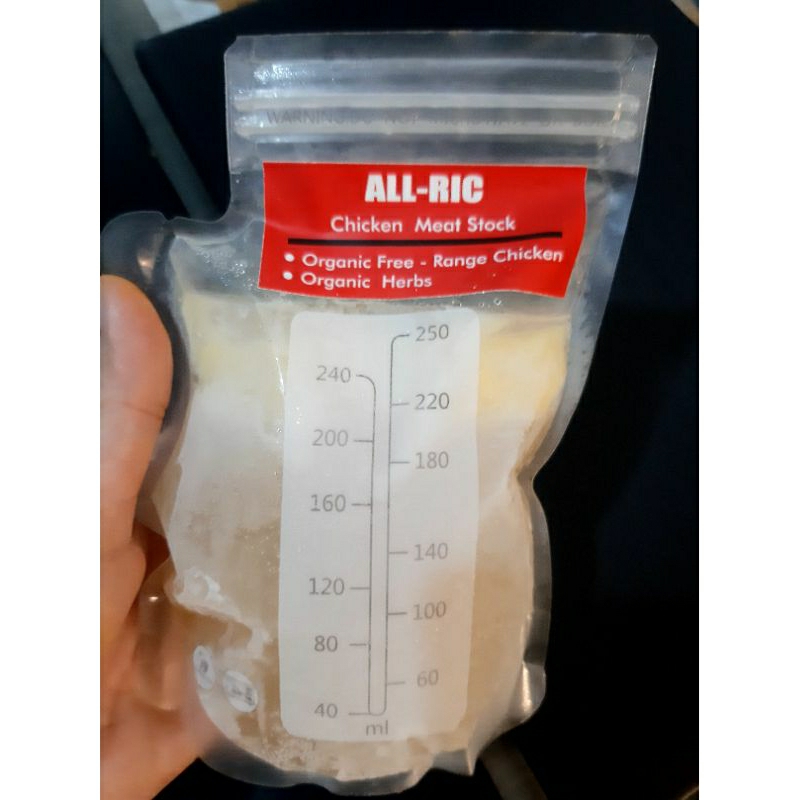 WARNING:
ALL-RIC
Chicken Meat Stock
• Organic Free - Range Chicken
• Organic Herbs
250
240
220
200
180
160
140
120
100
80
60
40
ml